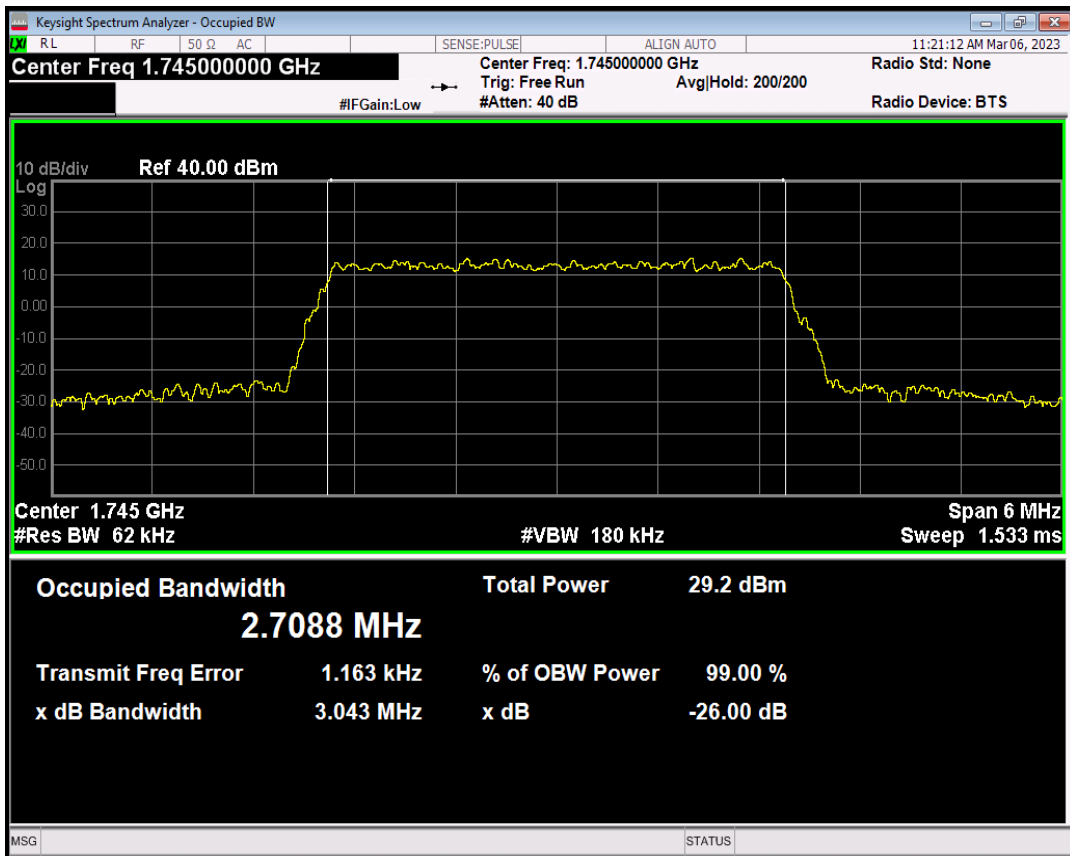 Keysight Spectrum Analyzer - Occupied BW
LXI RL RF 50 Ω AC SENSE:PULSE ALIGN AUTO 11:21:12 AM Mar 06, 2023
Center Freq 1.745000000 GHz Center Freq: 1.745000000 GHz Radio Std: None
Trig: Free Run Avg|Hold: 200/200
#IFGain:Low #Atten: 40 dB Radio Device: BTS
10 dB/div Ref 40.00 dBm
Log
30.0
20.0
10.0
0.00
-10.0
-20.0
-30.0
-40.0
-50.0
Center 1.745 GHz Span 6 MHz
#Res BW 62 kHz #VBW 180 kHz Sweep 1.533 ms
Occupied Bandwidth Total Power 29.2 dBm
2.7088 MHz
Transmit Freq Error 1.163 kHz % of OBW Power 99.00 %
x dB Bandwidth 3.043 MHz x dB -26.00 dB
MSG STATUS